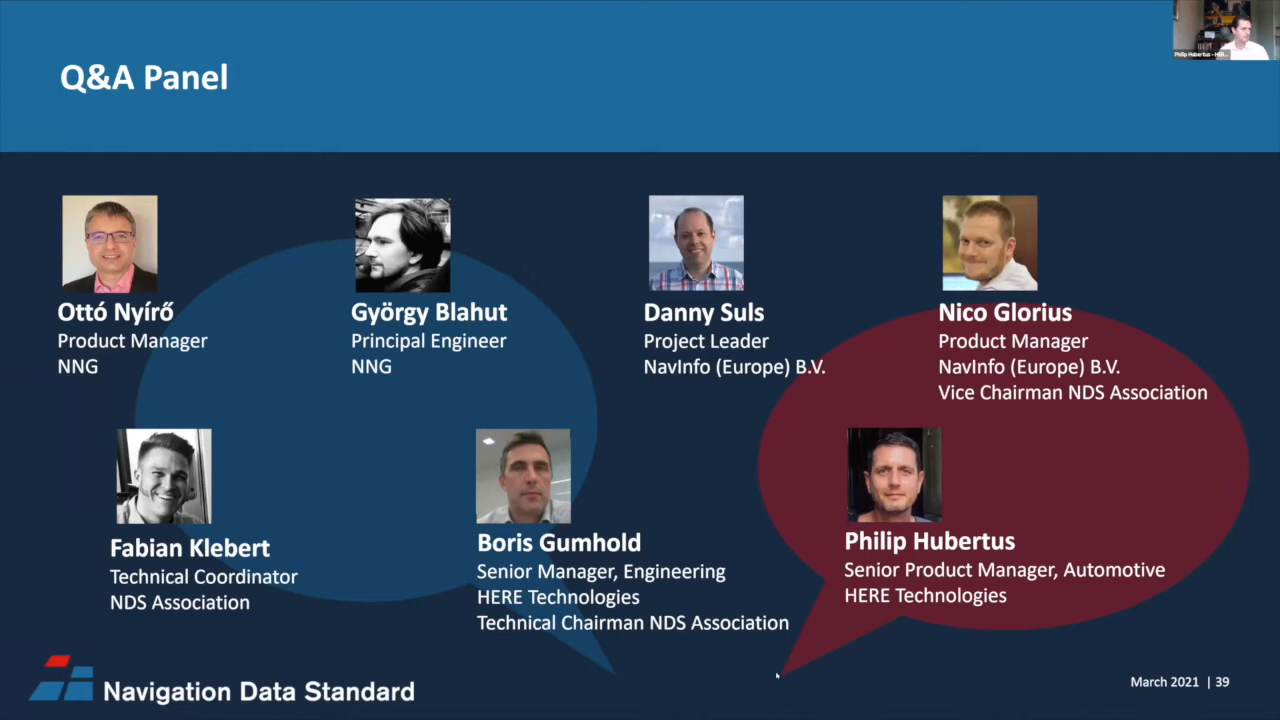 Q&A Panel
Philip Hubertus - HER...
Ottó Nyírő
Product Manager
NNG
György Blahut
Principal Engineer
NNG
Danny Suls
Project Leader
NavInfo (Europe) B.V.
Nico Glorius
Product Manager
NavInfo (Europe) B.V.
Vice Chairman NDS Association
Fabian Klebert
Technical Coordinator
NDS Association
Boris Gumhold
Senior Manager, Engineering
HERE Technologies
Technical Chairman NDS Association
Philip Hubertus
Senior Product Manager, Automotive
HERE Technologies
Navigation Data Standard
March 2021 | 39